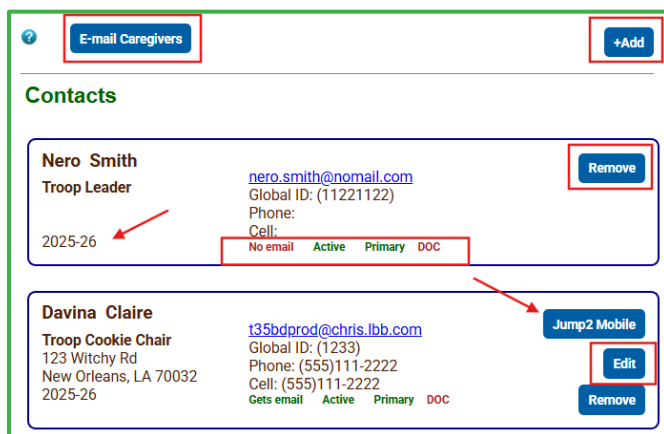 ?
E-mail Caregivers
+Add
Contacts
Nero Smith
Troop Leader
2025-26
nero.smith@nomail.com
Global ID: (11221122)
Phone:
Cell:
No email Active Primary DOC
Remove
Davina Claire
Troop Cookie Chair
123 Witchy Rd
New Orleans, LA 70032
2025-26
t35bdprod@chris.lbb.com
Global ID: (1233)
Phone: (555)111-2222
Cell: (555)111-2222
Gets email Active Primary DOC
Jump2 Mobile
Edit
Remove